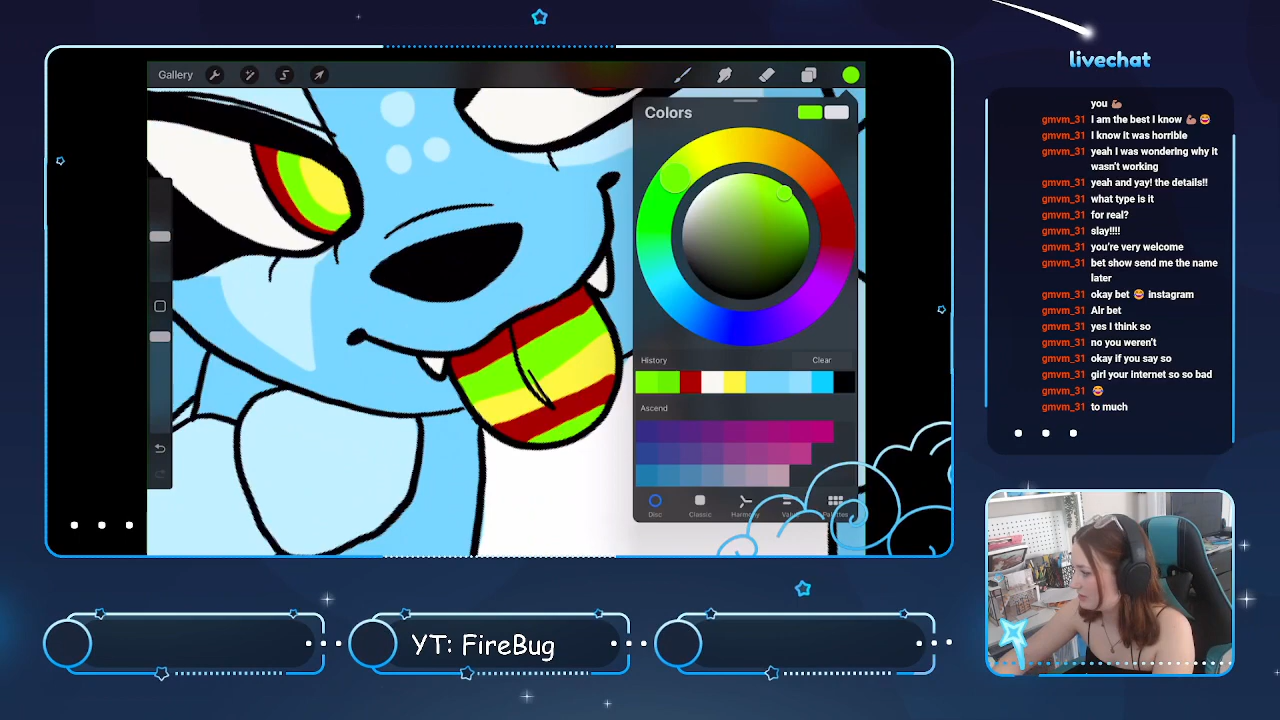 livechat
Gallery
Colors
you 💪🏽
gmvm_31 I am the best I know 💪🏽 😂
gmvm_31 I know it was horrible
gmvm_31 yeah I was wondering why it
wasn't working
gmvm_31 yeah and yay! the details!!
gmvm_31 what type is it
gmvm_31 for real?
gmvm_31 slay!!!!
gmvm_31 you're very welcome
gmvm_31 bet show send me the name
later
gmvm_31 okay bet 😂 instagram
gmvm_31 Alr bet
gmvm_31 yes I think so
gmvm_31 no you weren't
gmvm_31 okay if you say so
gmvm_31 girl your internet so so bad
gmvm_31 😂
gmvm_31 to much
History Clear
Ascend
Disc Classic Harmony Value Palettes
YT: FireBug